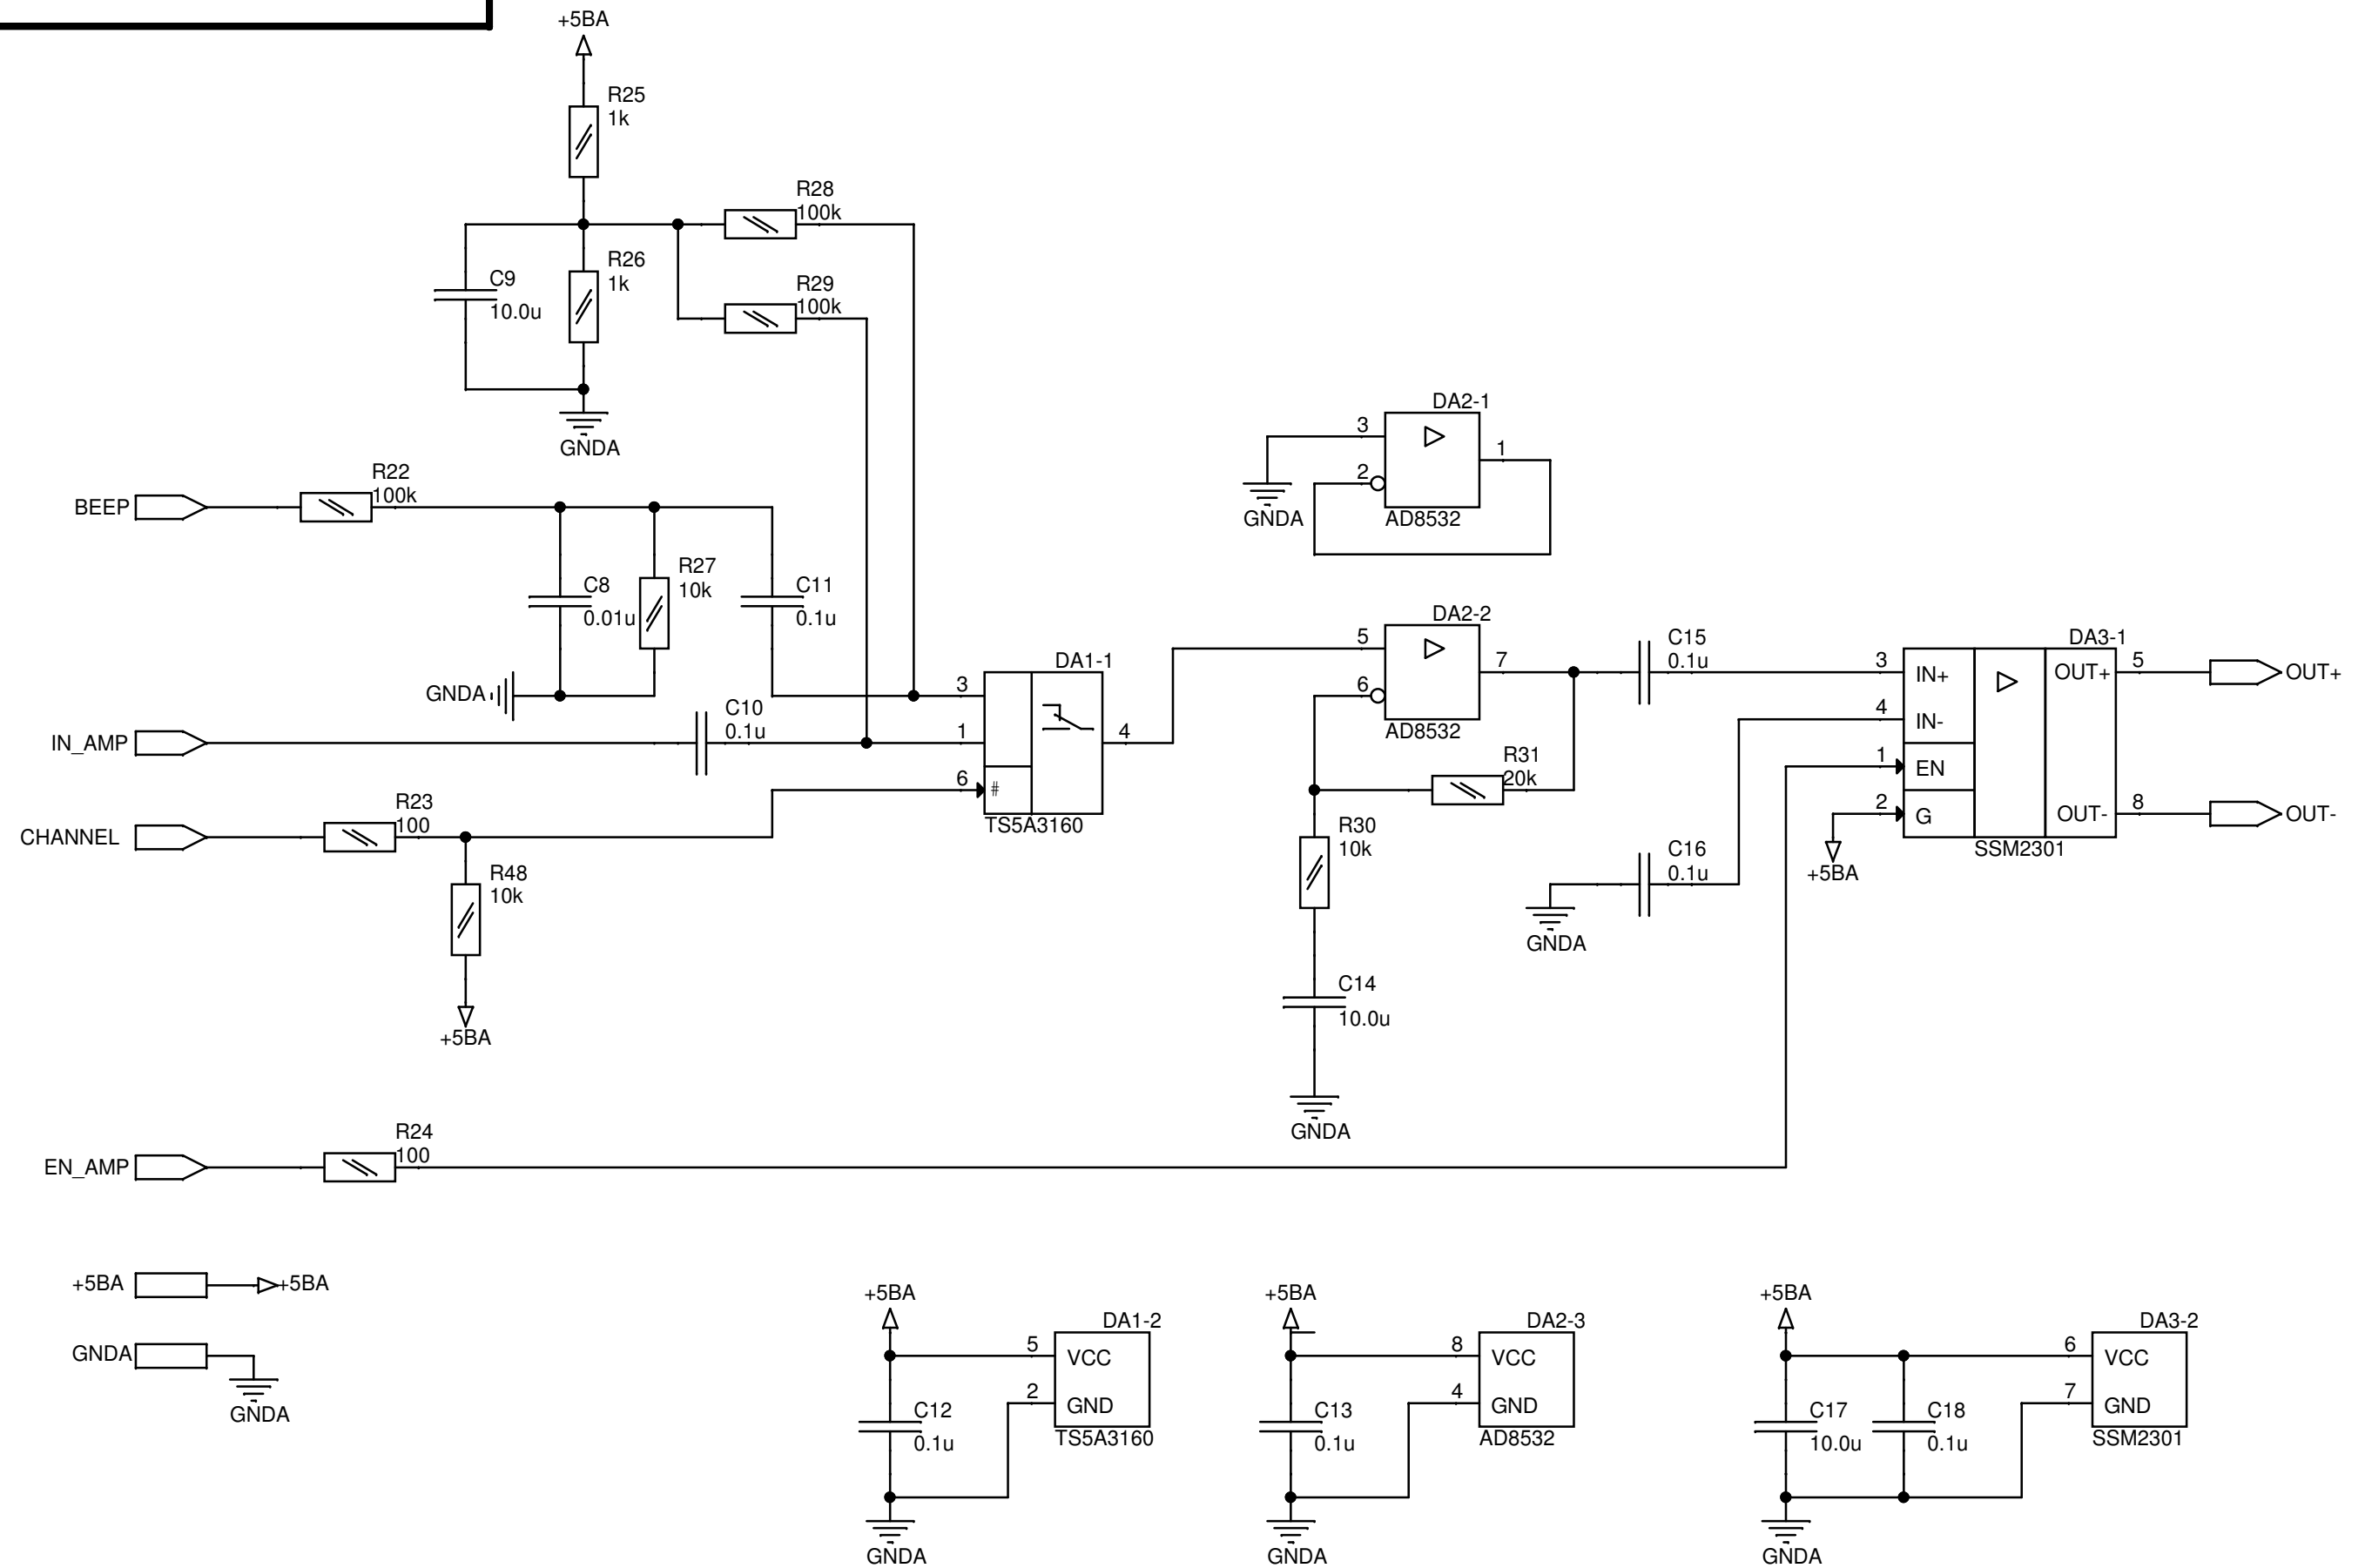 +5BA
R25
1k
R28
100k
R26
1k
C9
10.0u
R29
100k
GNDA
DA2-1
3
1
2
GNDA
AD8532
BEEP
R22
100k
C8
0.01u
R27
10k
C11
0.1u
GNDA
DA1-1
3
1
4
6
#
TS5A3160
IN_AMP
C10
0.1u
CHANNEL
R23
100
R48
10k
+5BA
DA2-2
5
7
6
AD8532
R31
20k
R30
10k
C14
10.0u
GNDA
C15
0.1u
C16
0.1u
GNDA
DA3-1
3
IN+
OUT+
5
OUT+
4
IN-
1
EN
2
G
OUT-
8
OUT-
SSM2301
+5BA
EN_AMP
R24
100
+5BA
+5BA
GNDA
GNDA
+5BA
DA1-2
5
VCC
2
GND
C12
0.1u
TS5A3160
GNDA
+5BA
DA2-3
8
VCC
4
GND
C13
0.1u
AD8532
GNDA
+5BA
DA3-2
6
VCC
7
GND
C17
10.0u
C18
0.1u
SSM2301
GNDA